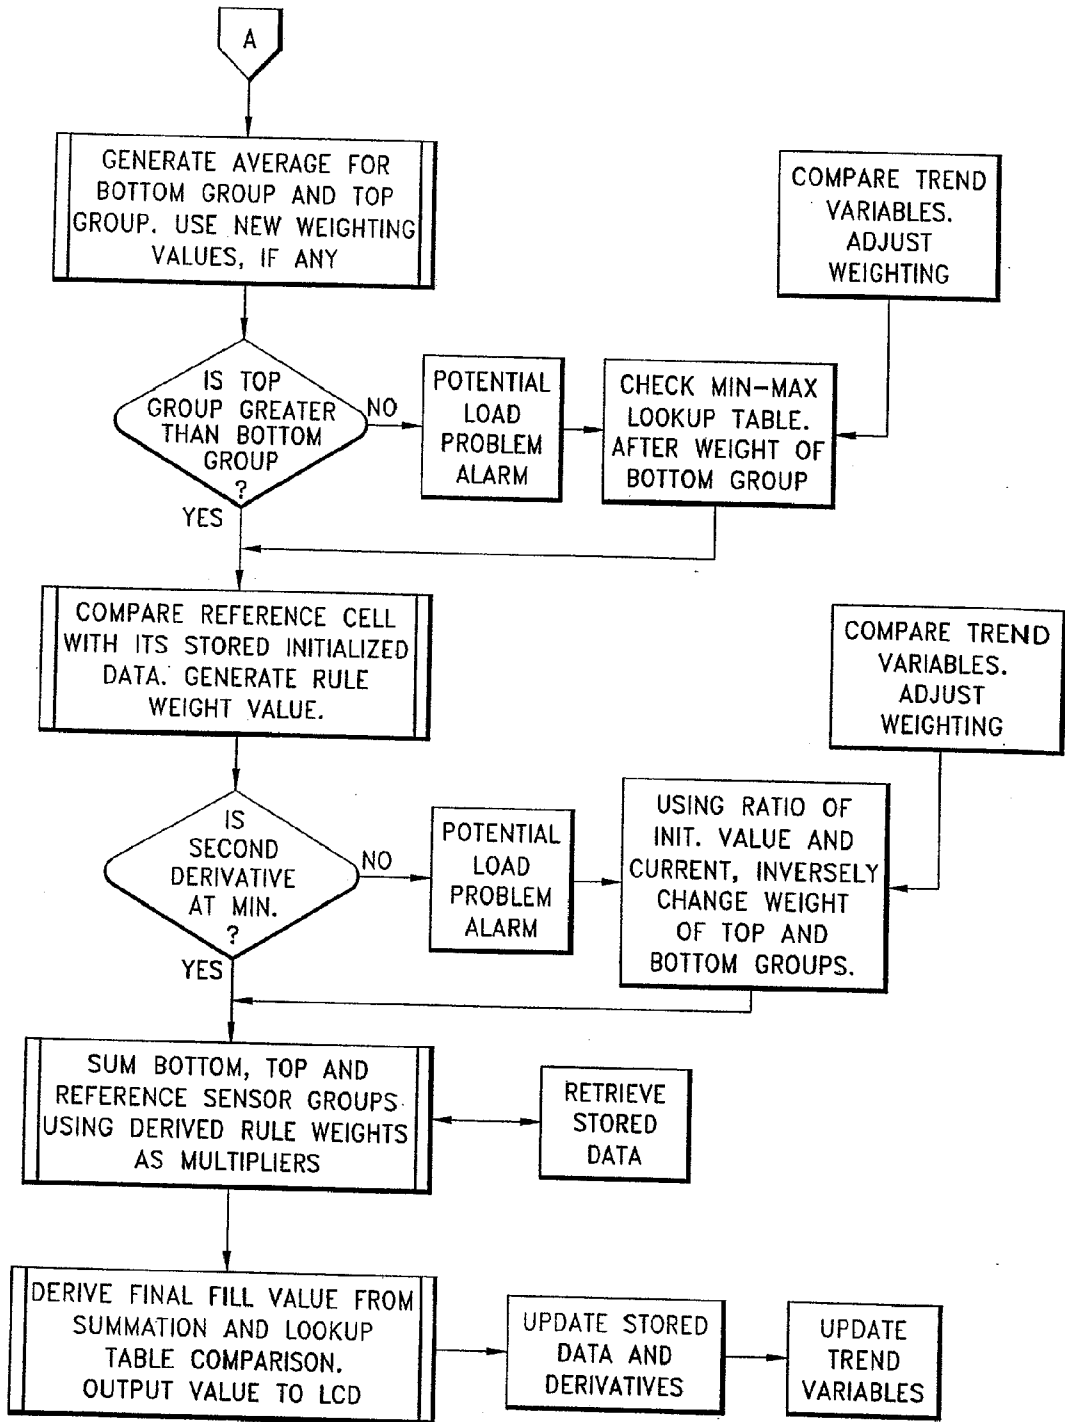 A
GENERATE AVERAGE FOR
BOTTOM GROUP AND TOP
GROUP. USE NEW WEIGHTING
VALUES, IF ANY
COMPARE TREND
VARIABLES.
ADJUST
WEIGHTING
IS TOP
GROUP GREATER
THAN BOTTOM
GROUP
?
NO
YES
POTENTIAL
LOAD
PROBLEM
ALARM
CHECK MIN-MAX
LOOKUP TABLE.
AFTER WEIGHT OF
BOTTOM GROUP
COMPARE REFERENCE CELL
WITH ITS STORED INITIALIZED
DATA. GENERATE RULE
WEIGHT VALUE.
COMPARE TREND
VARIABLES.
ADJUST
WEIGHTING
IS
SECOND
DERIVATIVE
AT MIN.
?
NO
YES
POTENTIAL
LOAD
PROBLEM
ALARM
USING RATIO OF
INIT. VALUE AND
CURRENT, INVERSELY
CHANGE WEIGHT
OF TOP AND
BOTTOM GROUPS.
SUM BOTTOM, TOP AND
REFERENCE SENSOR GROUPS
USING DERIVED RULE WEIGHTS
AS MULTIPLIERS
RETRIEVE
STORED
DATA
DERIVE FINAL FILL VALUE FROM
SUMMATION AND LOOKUP
TABLE COMPARISON.
OUTPUT VALUE TO LCD
UPDATE STORED
DATA AND
DERIVATIVES
UPDATE
TREND
VARIABLES